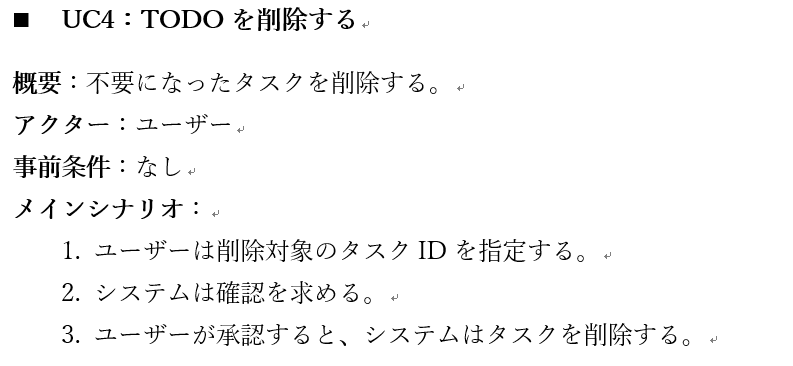 ■ UC4：TODO を削除する
概要：不要になったタスクを削除する。
アクター：ユーザー
事前条件：なし
メインシナリオ：
1. ユーザーは削除対象のタスク ID を指定する。
2. システムは確認を求める。
3. ユーザーが承認すると、システムはタスクを削除する。